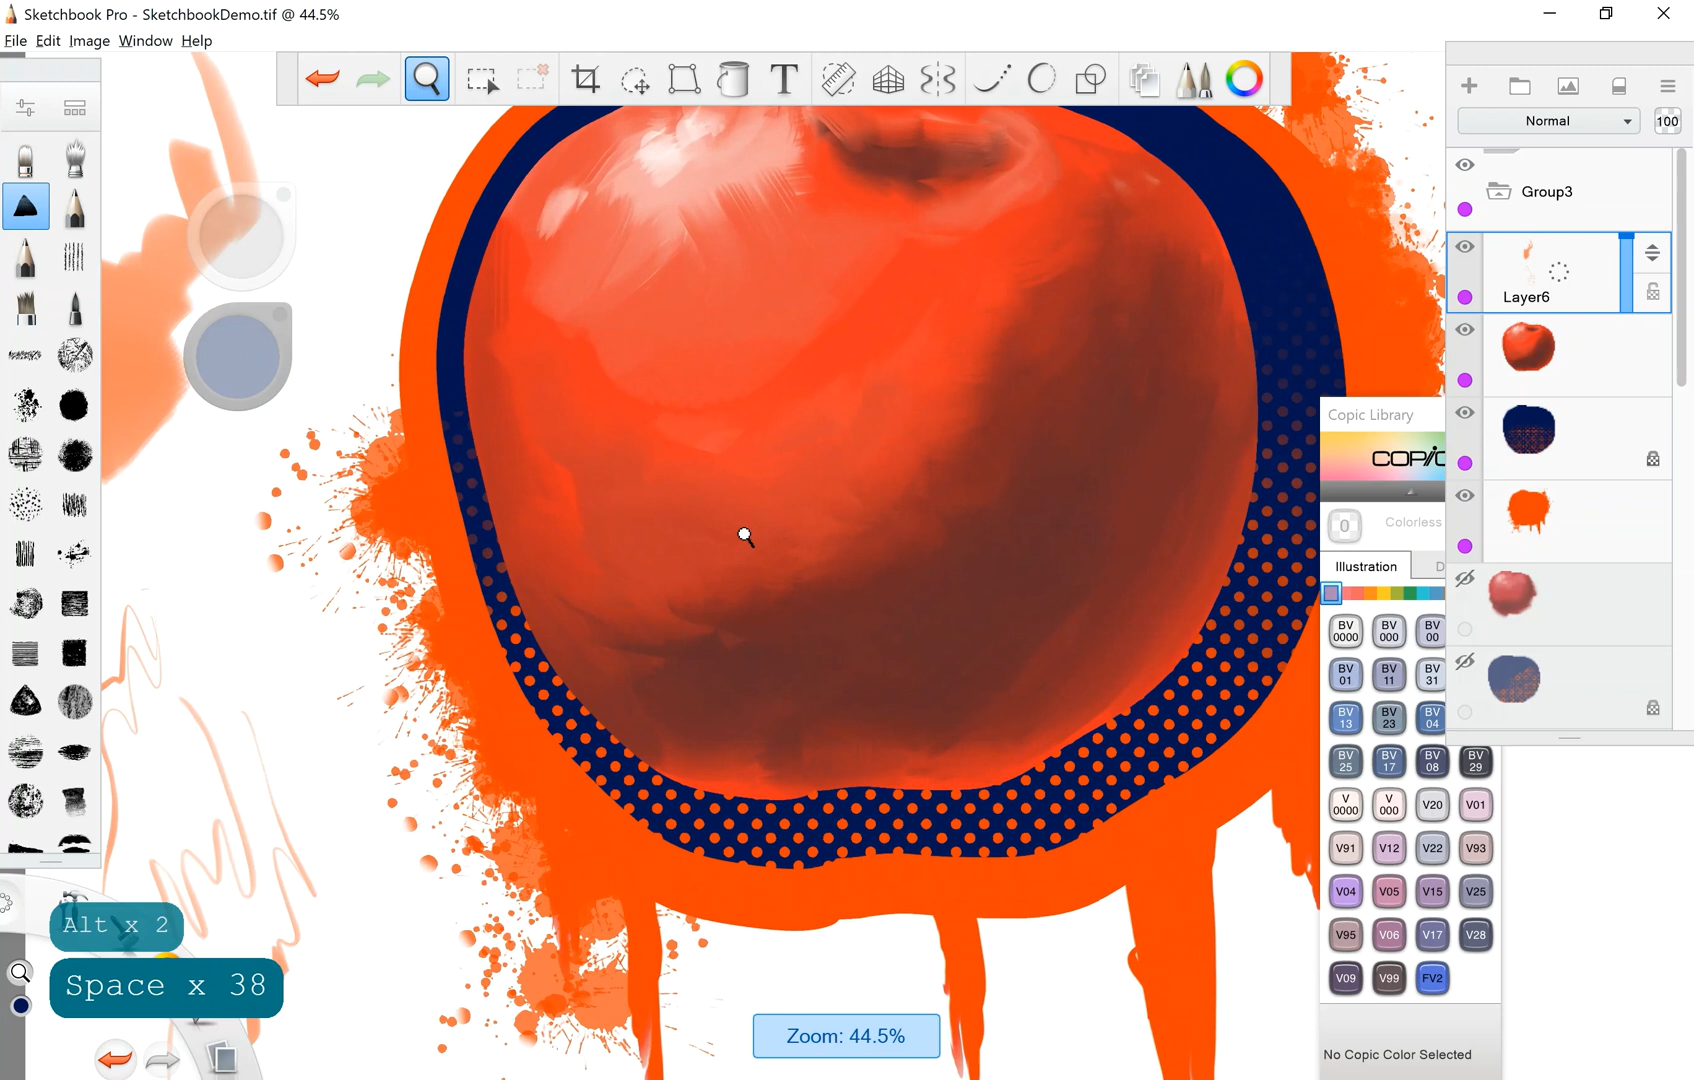 Sketchbook Pro - SketchbookDemo.tif @ 44.5%
File Edit Image Window Help
T
Normal 100
Group3
Layer6
Copic Library
0 Colorless
Illustration D
BV 0000 BV 000 BV 00
BV 01 BV 11 BV 31
BV 13 BV 23 BV 04
BV 25 BV 17 BV 08 BV 29
V 0000 V 000 V20 V01
V91 V12 V22 V93
V04 V05 V15 V25
V95 V06 V17 V28
V09 V99 FV2
No Copic Color Selected
Alt x 2
Space x 38
Zoom: 44.5%